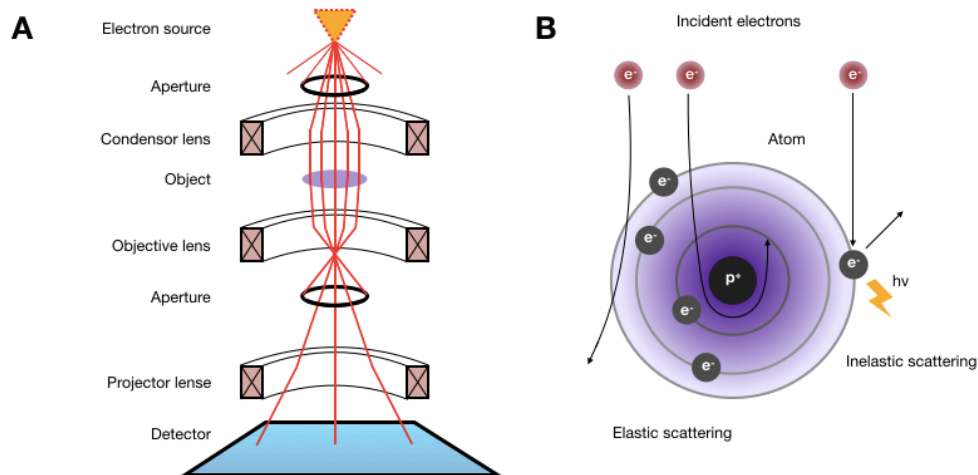 A
Electron source
Aperture
Condensor lens
Object
Objective lens
Aperture
Projector lense
Detector
B
Incident electrons
e-
e-
e-
Atom
e-
e-
e-
p+
hν
e-
e-
Inelastic scattering
Elastic scattering